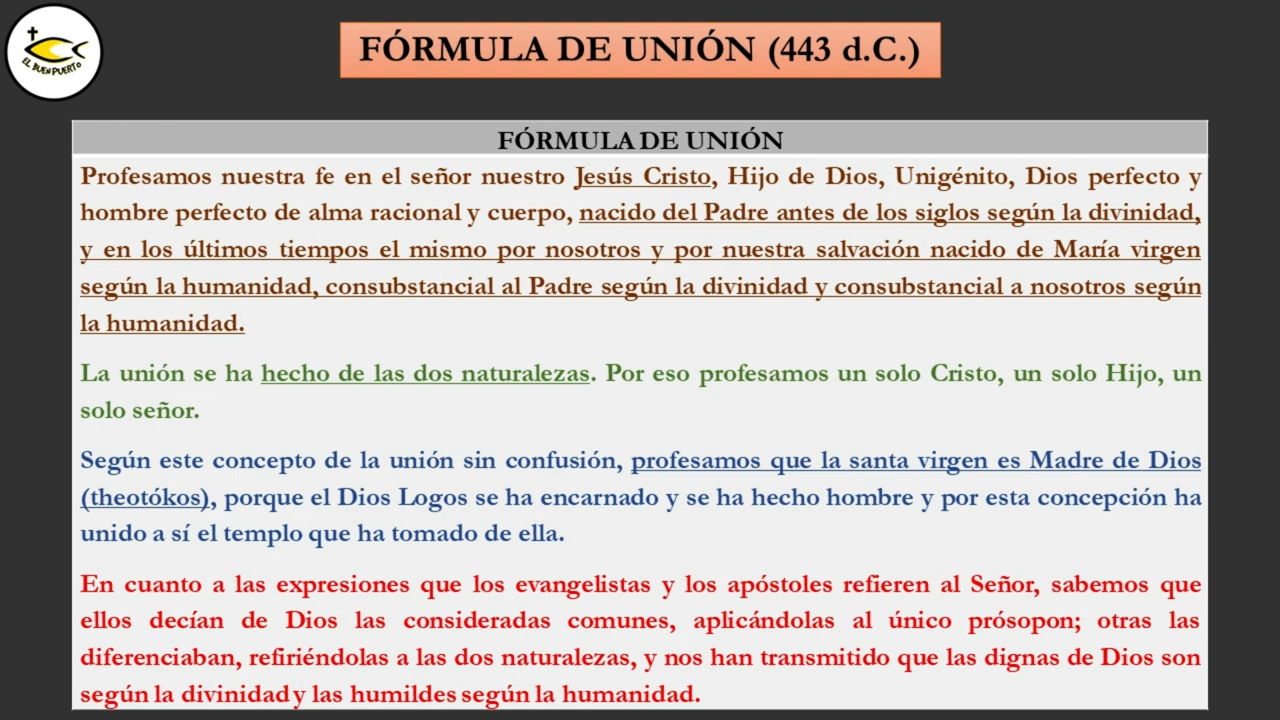 EL BUEN PUERTO
FÓRMULA DE UNIÓN (443 d.C.)
FÓRMULA DE UNIÓN
Profesamos nuestra fe en el señor nuestro Jesús Cristo, Hijo de Dios, Unigénito, Dios perfecto y
hombre perfecto de alma racional y cuerpo, nacido del Padre antes de los siglos según la divinidad,
y en los últimos tiempos el mismo por nosotros y por nuestra salvación nacido de María virgen
según la humanidad, consubstancial al Padre según la divinidad y consubstancial a nosotros según
la humanidad.
La unión se ha hecho de las dos naturalezas. Por eso profesamos un solo Cristo, un solo Hijo, un
solo señor.
Según este concepto de la unión sin confusión, profesamos que la santa virgen es Madre de Dios
(theotókos), porque el Dios Logos se ha encarnado y se ha hecho hombre y por esta concepción ha
unido a sí el templo que ha tomado de ella.
En cuanto a las expresiones que los evangelistas y los apóstoles refieren al Señor, sabemos que
ellos decían de Dios las consideradas comunes, aplicándolas al único prósopon; otras las
diferenciaban, refiriéndolas a las dos naturalezas, y nos han transmitido que las dignas de Dios son
según la divinidad y las humildes según la humanidad.